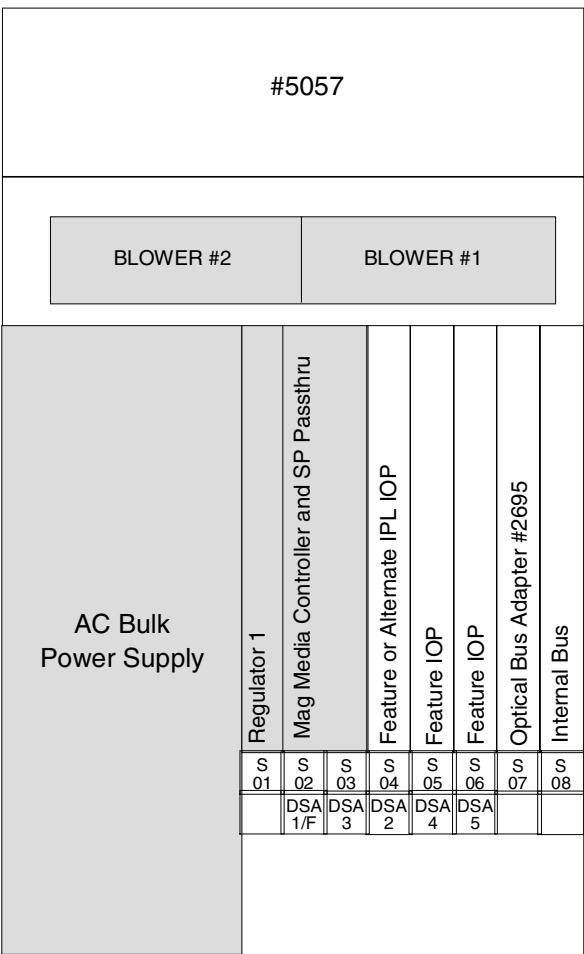 #5057
BLOWER #2
BLOWER #1
AC Bulk
Power Supply
Regulator 1
Mag Media Controller and SP Passthru
Feature or Alternate IPL IOP
Feature IOP
Feature IOP
Optical Bus Adapter #2695
Internal Bus
S S S S S S S S
01 02 03 04 05 06 07 08
DSA DSA DSA DSA DSA
1/F 3 2 4 5